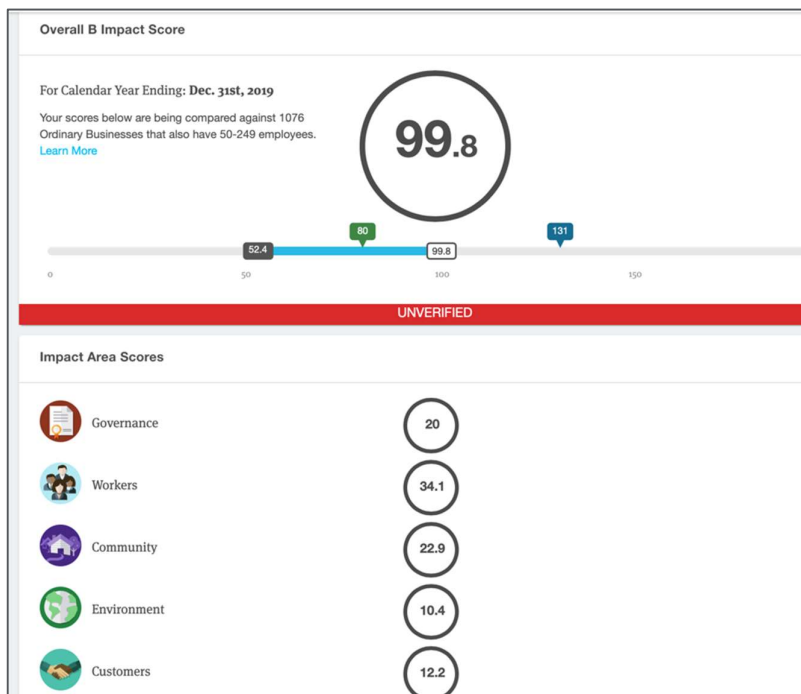 Overall B Impact Score
For Calendar Year Ending: Dec. 31st, 2019
Your scores below are being compared against 1076
Ordinary Businesses that also have 50-249 employees.
Learn More
99.8
80
131
52.4
99.8
0
50
100
150
UNVERIFIED
Impact Area Scores
Governance
20
Workers
34.1
Community
22.9
Environment
10.4
Customers
12.2